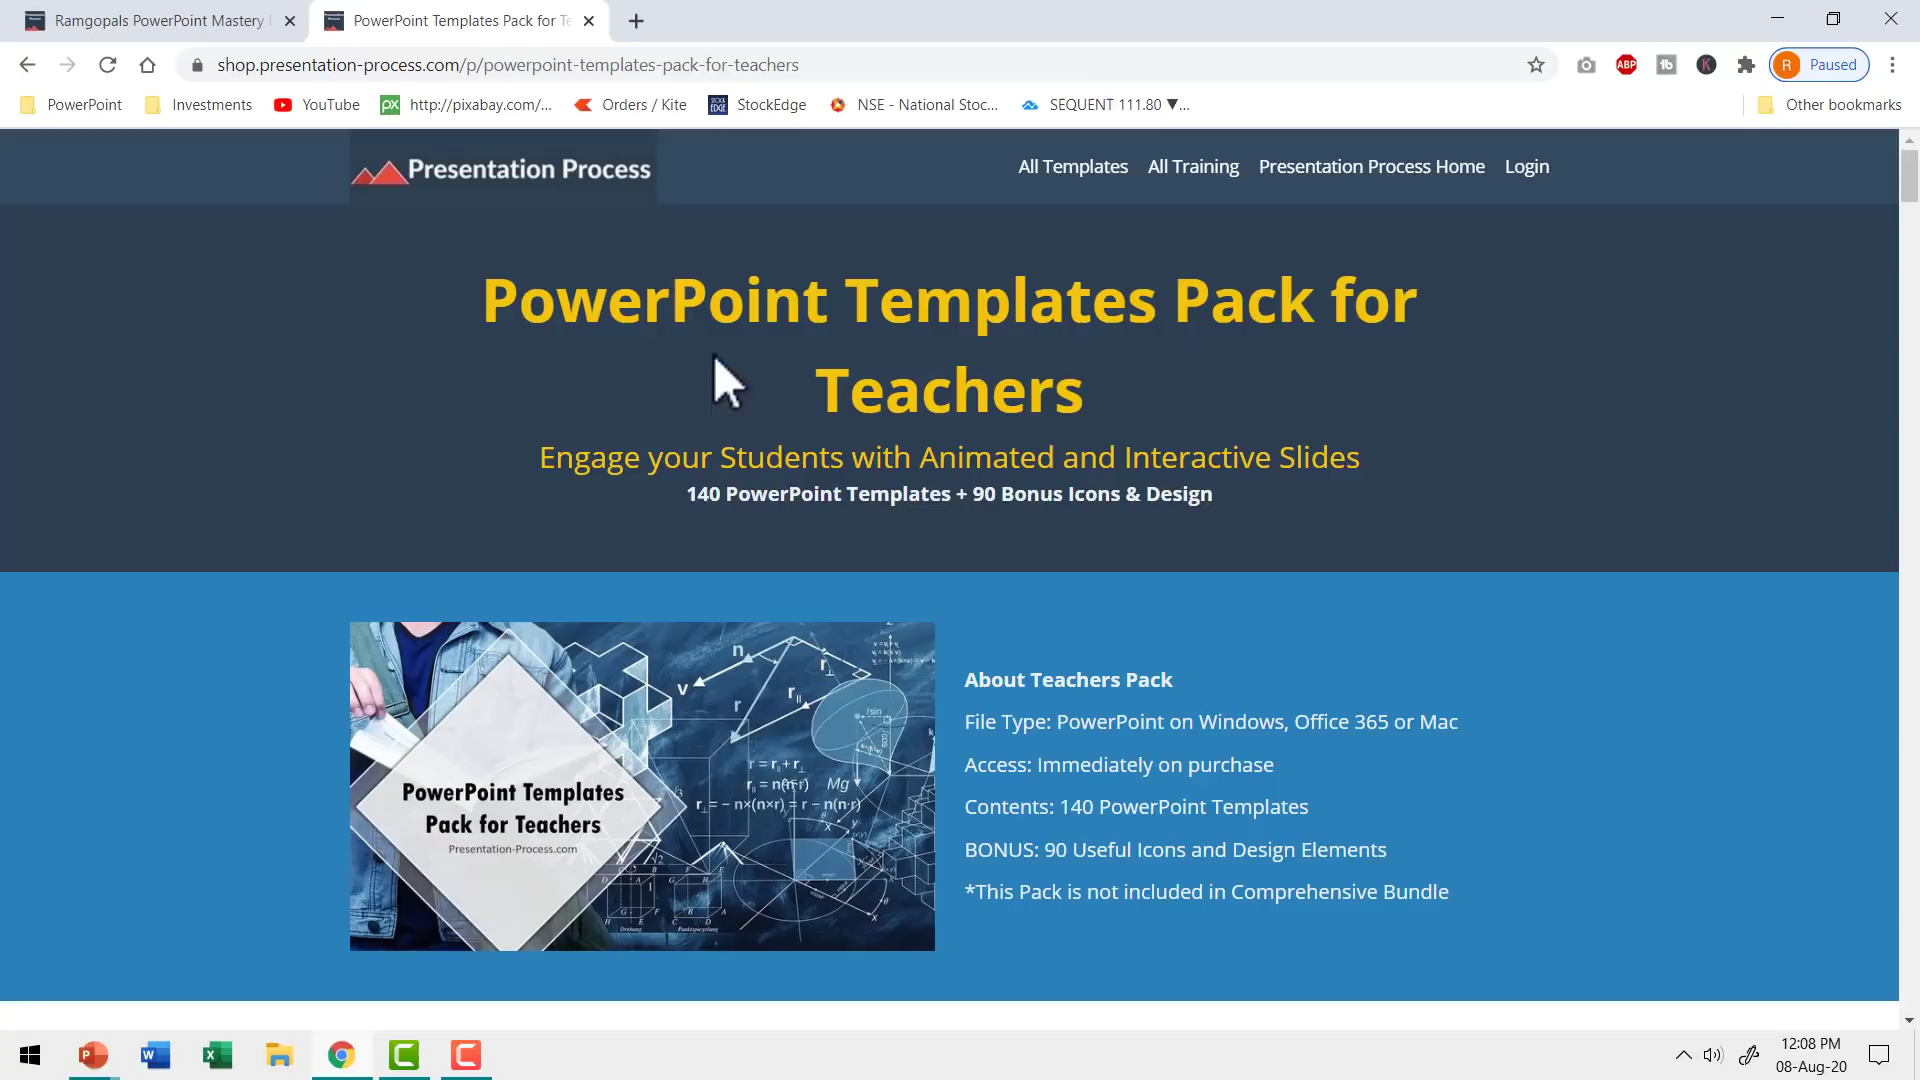 Ramgopals PowerPoint Mastery
PowerPoint Templates Pack for Te
shop.presentation-process.com/p/powerpoint-templates-pack-for-teachers
ABP
R Paused
PowerPoint
Investments
YouTube
http://pixabay.com/...
Orders / Kite
StockEdge
NSE - National Stoc...
SEQUENT 111.80 ▼...
Other bookmarks
Presentation Process
All Templates
All Training
Presentation Process Home
Login
PowerPoint Templates Pack for
Teachers
Engage your Students with Animated and Interactive Slides
140 PowerPoint Templates + 90 Bonus Icons & Design
PowerPoint Templates
Pack for Teachers
Presentation-Process.com
n
v
r
Mg
Drehung
Punktspiegelung
About Teachers Pack
File Type: PowerPoint on Windows, Office 365 or Mac
Access: Immediately on purchase
Contents: 140 PowerPoint Templates
BONUS: 90 Useful Icons and Design Elements
*This Pack is not included in Comprehensive Bundle
12:08 PM
08-Aug-20